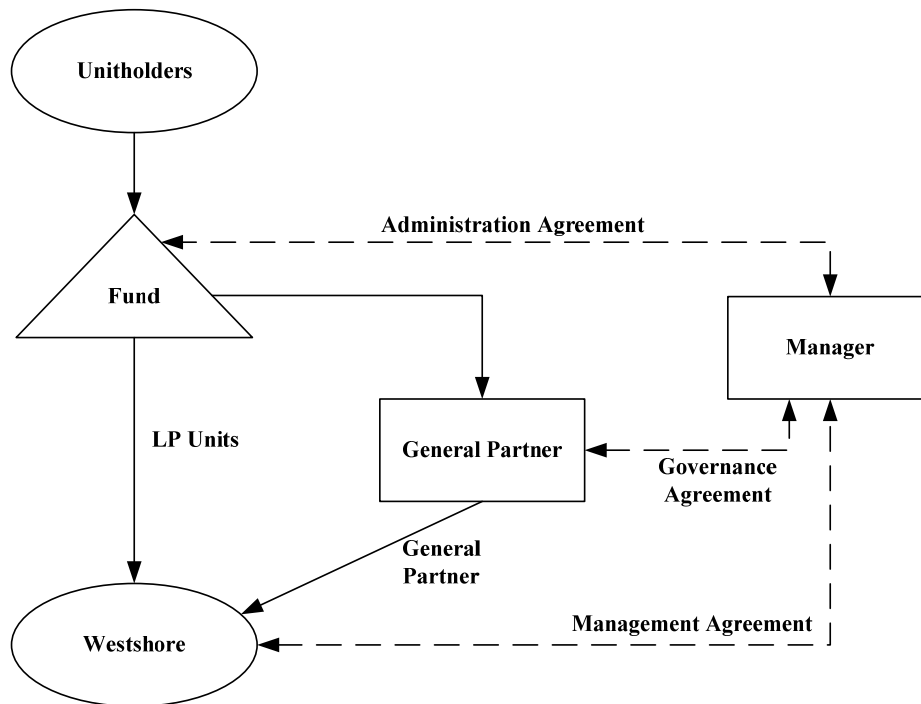 Unitholders
Administration Agreement
Fund
Manager
LP Units
General Partner
Governance
Agreement
General
Partner
Management Agreement
Westshore